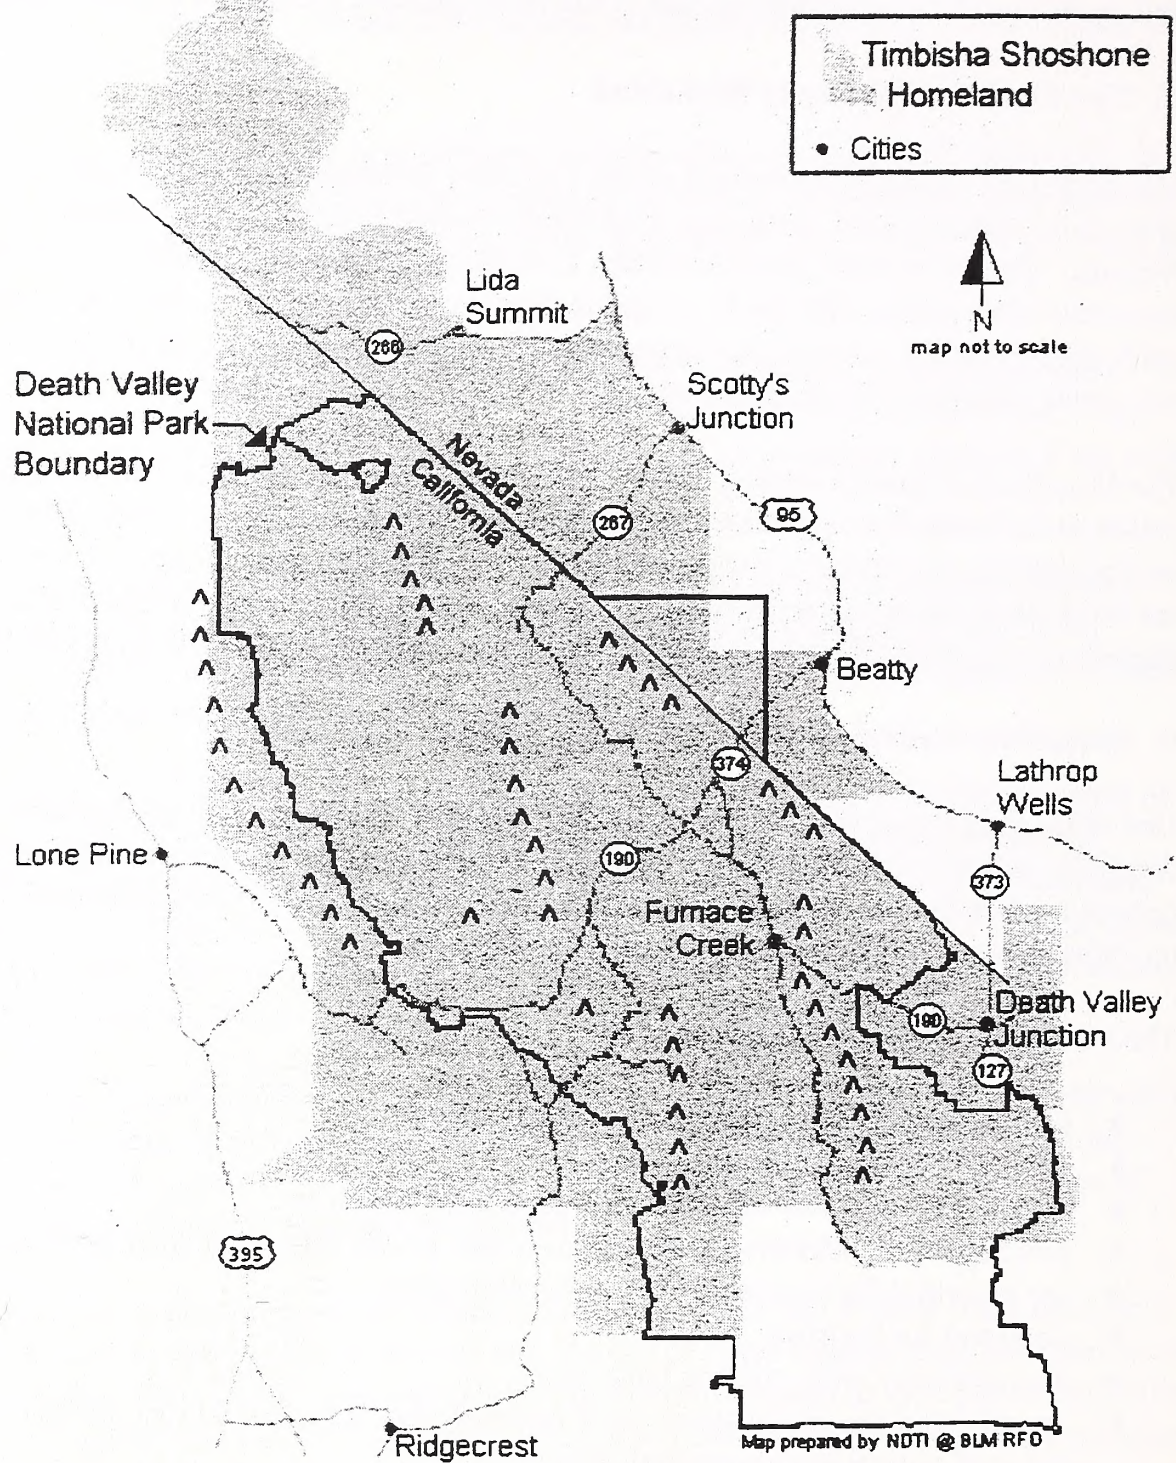 Timbisha Shoshone
Homeland
Cities
N
map not to scale
Lida
Summit
266
Death Valley
National Park
Boundary
Scotty's
Junction
Nevada
California
267
95
Beatty
374
Lathrop
Wells
Lone Pine
190
373
Furnace
Creek
190
Death Valley
Junction
127
395
Ridgecrest
Map prepared by NDTI @ BLM RFO